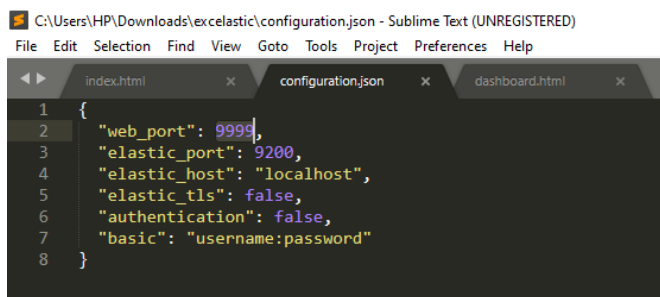 C:\Users\HP\Downloads\excelastic\configuration.json - Sublime Text (UNREGISTERED)
File Edit Selection Find View Goto Tools Project Preferences Help
index.html × configuration.json × dashboard.html ×
1 {
2 "web_port": 9999,
3 "elastic_port": 9200,
4 "elastic_host": "localhost",
5 "elastic_tls": false,
6 "authentication": false,
7 "basic": "username:password"
8 }